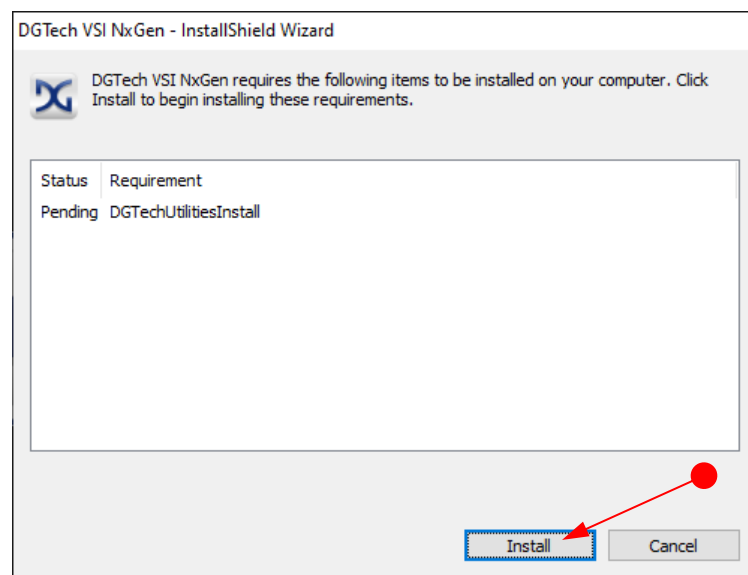 DGTech VSI NxGen - InstallShield Wizard
DGTech VSI NxGen requires the following items to be installed on your computer. Click
Install to begin installing these requirements.
Status Requirement
Pending DGTechUtilitiesInstall
Install Cancel